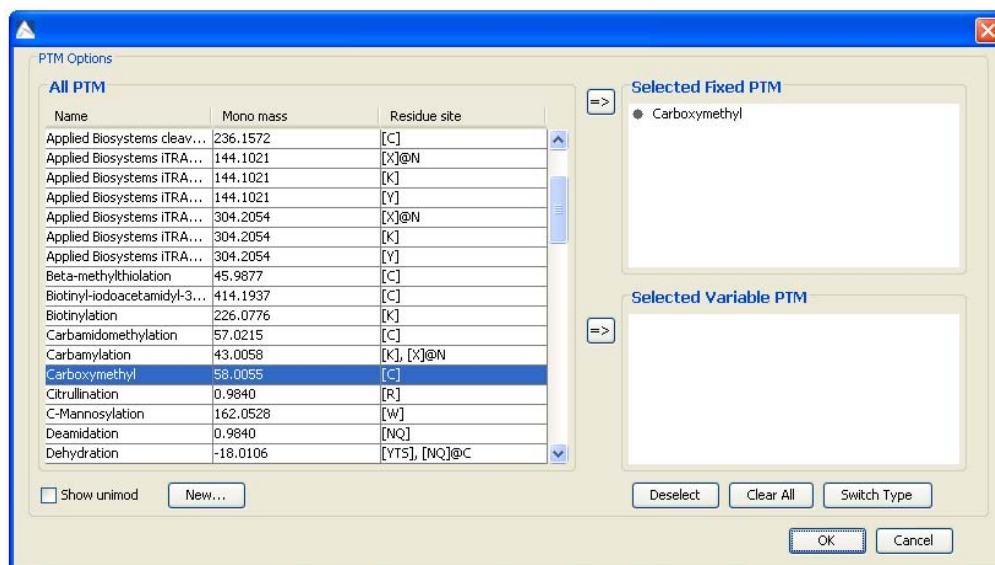 PTM Options
All PTM
Name Mono mass Residue site
Applied Biosystems cleav... 236.1572 [C]
Applied Biosystems iTRA... 144.1021 [X]@N
Applied Biosystems iTRA... 144.1021 [K]
Applied Biosystems iTRA... 144.1021 [Y]
Applied Biosystems iTRA... 304.2054 [X]@N
Applied Biosystems iTRA... 304.2054 [K]
Applied Biosystems iTRA... 304.2054 [Y]
Beta-methylthiolation 45.9877 [C]
Biotinyl-iodoacetamidyl-3... 414.1937 [C]
Biotinylation 226.0776 [K]
Carbamidomethylation 57.0215 [C]
Carbamylation 43.0058 [K], [X]@N
Carboxymethyl 58.0055 [C]
Citrullination 0.9840 [R]
C-Mannosylation 162.0528 [W]
Deamidation 0.9840 [NQ]
Dehydration -18.0106 [YTS], [NQ]@C
Show unimod New...
=>
Selected Fixed PTM
Carboxymethyl
=>
Selected Variable PTM
Deselect Clear All Switch Type
OK Cancel